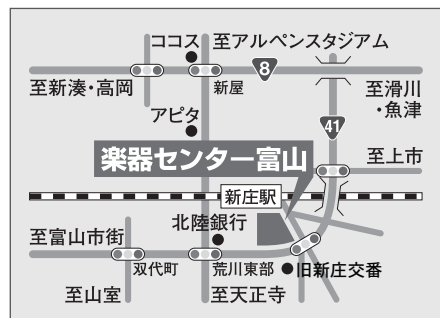 ココス
至アルペンスタジアム
8
至新湊・高岡
新屋
至滑川
・魚津
アピタ
41
楽器センター富山
至上市
新庄駅
北陸銀行
至富山市街
双代町
荒川東部
旧新庄交番
至山室
至天正寺